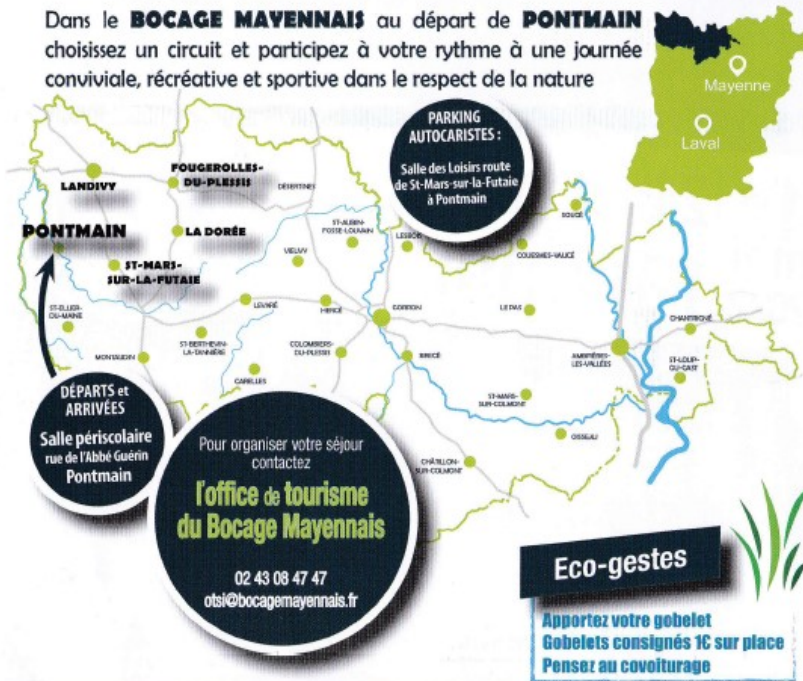 Dans le BOCAGE MAYENNAIS au départ de PONTMAIN
choisissez un circuit et participez à votre rythme à une journée
conviviale, récréative et sportive dans le respect de la nature
Mayenne
Laval
PARKING
AUTOCARISTES :
Salle des Loisirs route
de St-Mars-sur-la-Futaie
à Pontmain
LANDIVY
FOUGEROLLES-
DU-PLESSIS
DÉSERTINES
PONTMAIN
LA DORÉE
ST-AUBIN-
FOSSE-LOUVAIN
LESBOIS
SOUCÉ
COUESMES-VAUCÉ
VIEUVY
ST-MARS-
SUR-LA-FUTAIE
ST-ELLIER-
DU-MAINE
LEVARÉ
HERCÉ
GORRON
LE PAS
CHANTRIGNÉ
MONTAUDIN
ST-BERTHEVIN-
LA-TANNIÈRE
COLOMBIERS-
DU-PLESSIS
BRECÉ
AMBRIÈRES-
LES-VALLÉES
ST-LOUP-
DU-GAST
CARELLES
ST-MARS-
SUR-COLMONT
OISSEAU
CHÂTILLON-
SUR-COLMONT
DÉPARTS et
ARRIVÉES
Salle périscolaire
rue de l'Abbé Guérin
Pontmain
Pour organiser votre séjour
contactez
l'office de tourisme
du Bocage Mayennais
02 43 08 47 47
otsi@bocagemayennais.fr
Eco-gestes
Apportez votre gobelet
Gobelets consignés 1€ sur place
Pensez au covoiturage